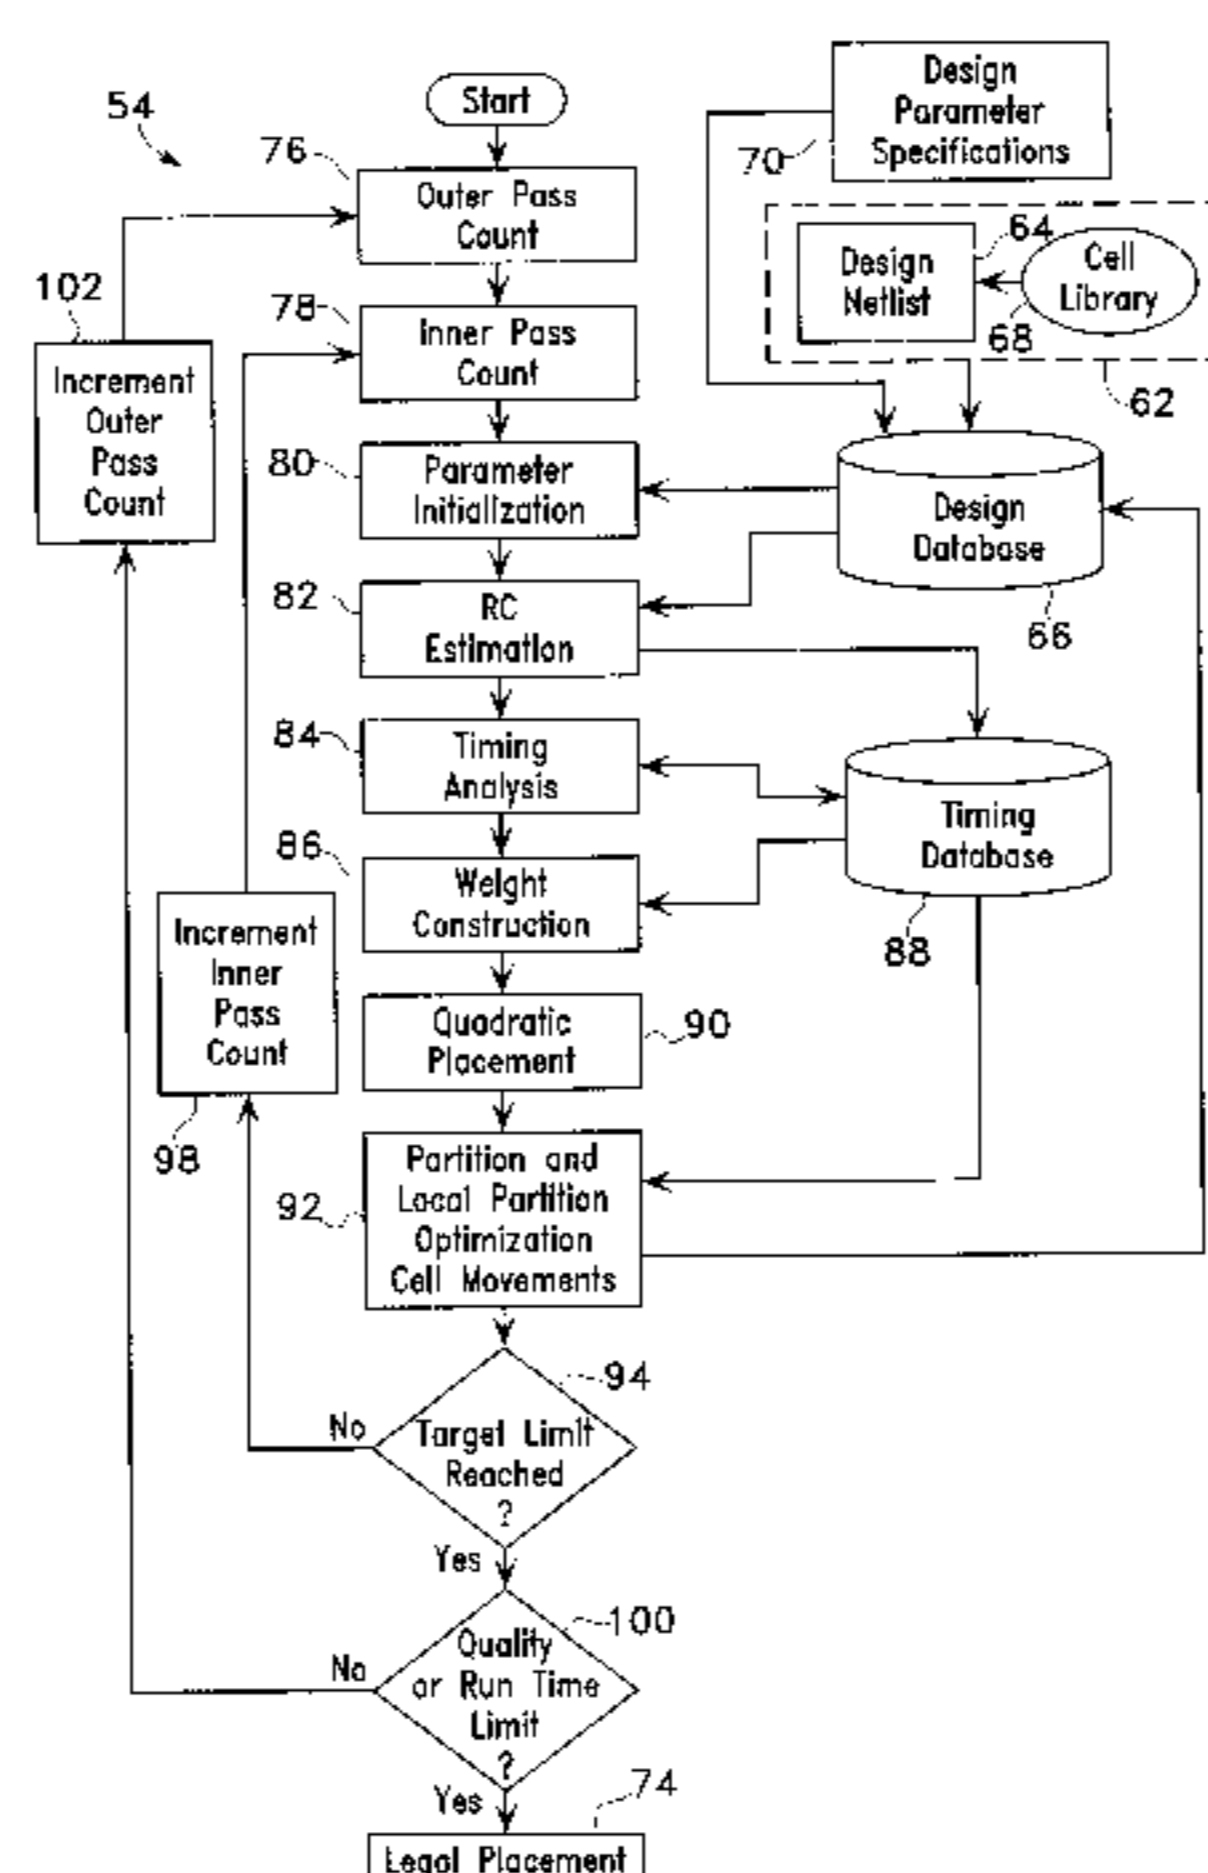 54
Start
76
Outer Pass
Count
70
Design
Parameter
Specifications
102
Increment
Outer
Pass
Count
78
Inner Pass
Count
Design
Netlist
64
Cell
Library
68
62
80
Parameter
Initialization
Design
Database
66
82
RC
Estimation
84
Timing
Analysis
Timing
Database
88
86
Weight
Construction
Increment
Inner
Pass
Count
98
Quadratic
Placement
90
92
Partition and
Local Partition
Optimization
Cell Movements
94
No
Target Limit
Reached
?
Yes
100
No
Quality
or Run Time
Limit
?
Yes
74
Legal Placement